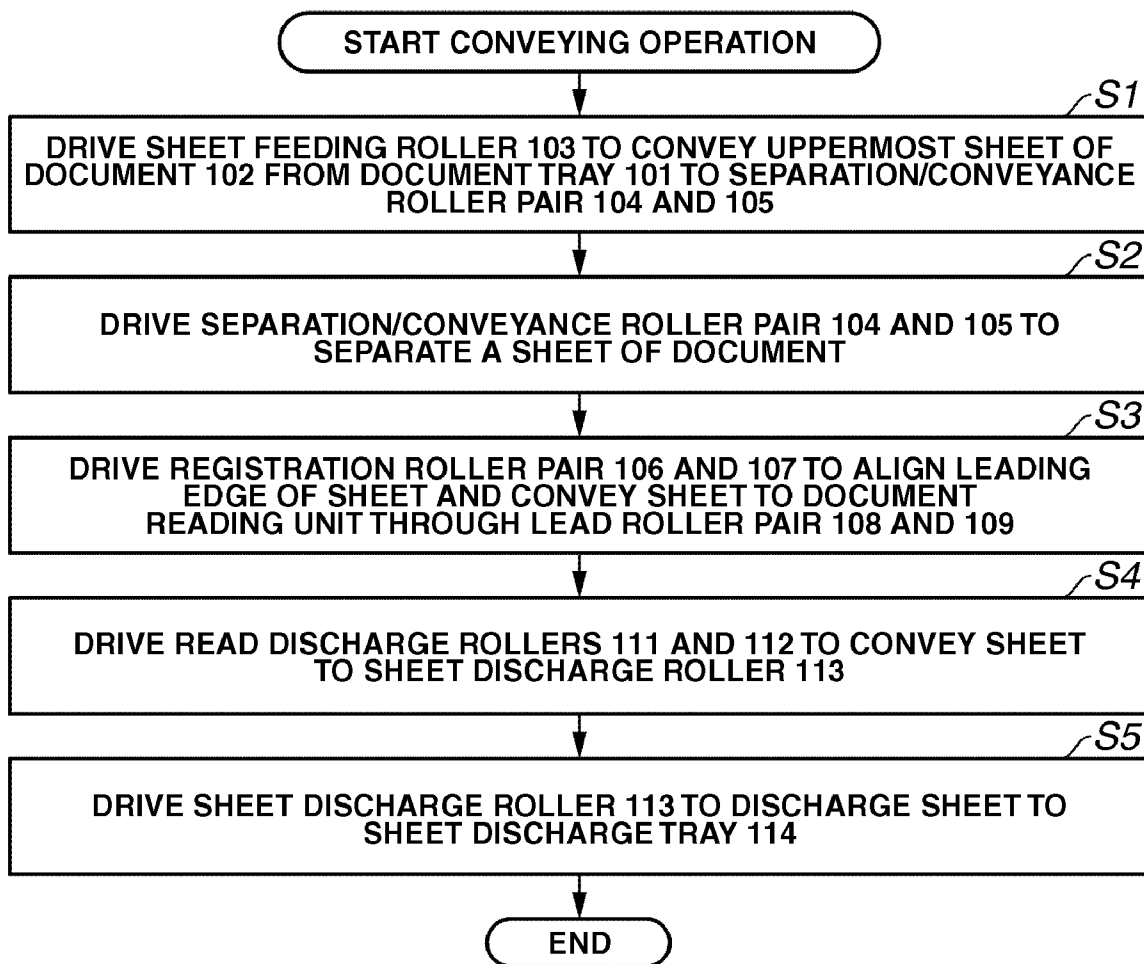 START CONVEYING OPERATION
S1
DRIVE SHEET FEEDING ROLLER 103 TO CONVEY UPPERMOST SHEET OF
DOCUMENT 102 FROM DOCUMENT TRAY 101 TO SEPARATION/CONVEYANCE
ROLLER PAIR 104 AND 105
S2
DRIVE SEPARATION/CONVEYANCE ROLLER PAIR 104 AND 105 TO
SEPARATE A SHEET OF DOCUMENT
S3
DRIVE REGISTRATION ROLLER PAIR 106 AND 107 TO ALIGN LEADING
EDGE OF SHEET AND CONVEY SHEET TO DOCUMENT
READING UNIT THROUGH LEAD ROLLER PAIR 108 AND 109
S4
DRIVE READ DISCHARGE ROLLERS 111 AND 112 TO CONVEY SHEET
TO SHEET DISCHARGE ROLLER 113
S5
DRIVE SHEET DISCHARGE ROLLER 113 TO DISCHARGE SHEET TO
SHEET DISCHARGE TRAY 114
END